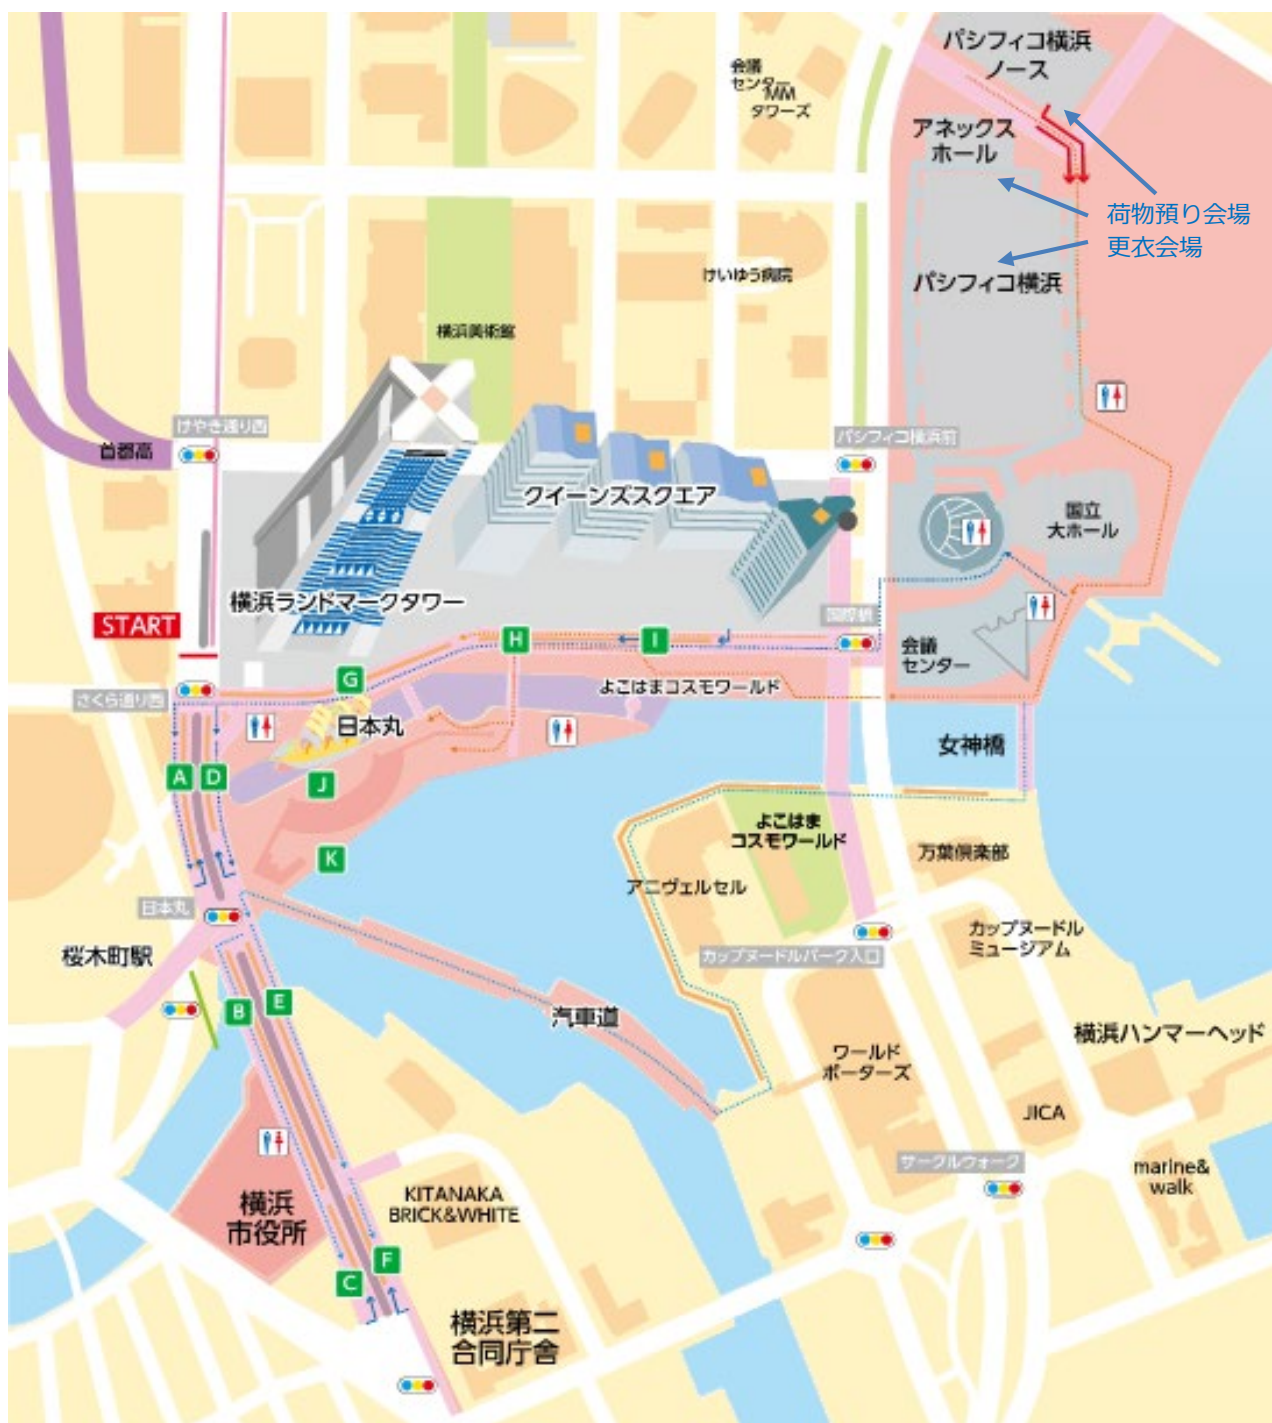 パシフィコ横浜
ノース
会議
センター
MM
タワーズ
アネックス
ホール
荷物預り会場
更衣会場
けいゆう病院
パシフィコ横浜
横浜美術館
けやき通り西
首都高
パシフィコ横浜前
クイーンズスクエア
国立
大ホール
横浜ランドマークタワー
START
国際橋
H
I
会議
センター
G
よこはまコスモワールド
さくら通り西
日本丸
女神橋
A
D
J
よこはま
コスモワールド
K
万葉倶楽部
アニヴェルセル
日本丸
カップヌードル
ミュージアム
桜木町駅
カップヌードルパーク入口
E
B
汽車道
横浜ハンマーヘッド
ワールド
ポーターズ
JICA
サークルウォーク
marine&
walk
KITANAKA
BRICK&WHITE
横浜
市役所
F
C
横浜第二
合同庁舎